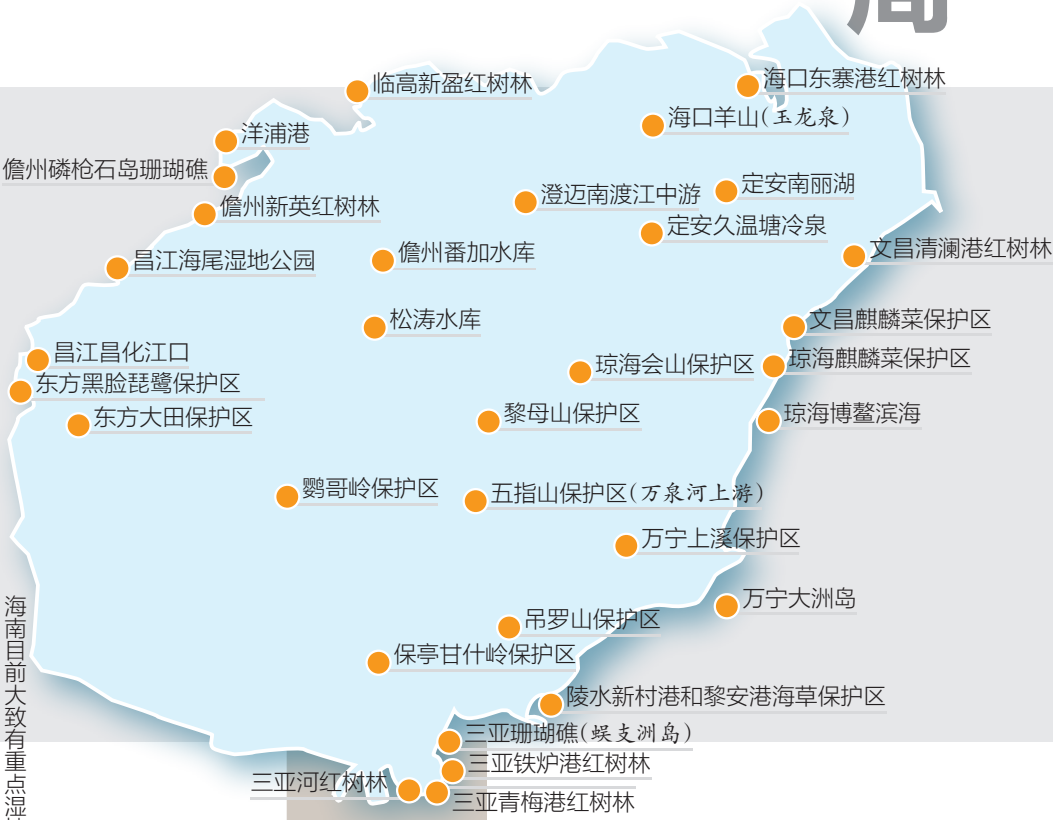 临高新盈红树林
海口东寨港红树林
海口羊山(玉龙泉)
洋浦港
儋州磷枪石岛珊瑚礁
澄迈南渡江中游
定安南丽湖
儋州新英红树林
定安久温塘冷泉
文昌清澜港红树林
昌江海尾湿地公园
儋州番加水库
松涛水库
文昌麒麟菜保护区
昌江昌化江口
琼海会山保护区
琼海麒麟菜保护区
东方黑脸琵鹭保护区
东方大田保护区
黎母山保护区
琼海博鳌滨海
鹦哥岭保护区
五指山保护区(万泉河上游)
万宁上溪保护区
万宁大洲岛
吊罗山保护区
保亭甘什岭保护区
陵水新村港和黎安港海草保护区
三亚珊瑚礁(蜈支洲岛)
三亚铁炉港红树林
三亚河红树林
三亚青梅港红树林
海南目前大致有重点湿